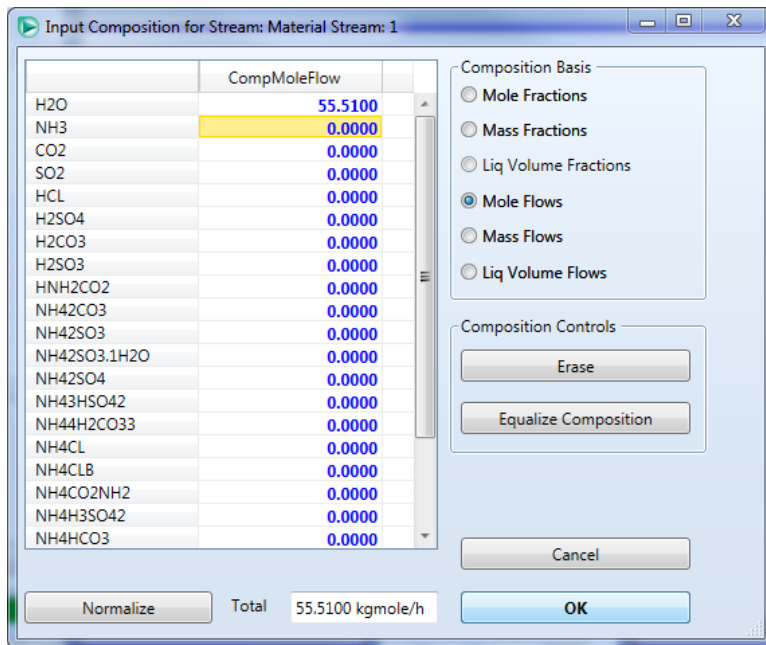 Input Composition for Stream: Material Stream: 1
CompMoleFlow
H2O 55.5100
NH3 0.0000
CO2 0.0000
SO2 0.0000
HCL 0.0000
H2SO4 0.0000
H2CO3 0.0000
H2SO3 0.0000
HNH2CO2 0.0000
NH42CO3 0.0000
NH42SO3 0.0000
NH42SO3.1H2O 0.0000
NH42SO4 0.0000
NH43HSO42 0.0000
NH44H2CO33 0.0000
NH4CL 0.0000
NH4CLB 0.0000
NH4CO2NH2 0.0000
NH4H3SO42 0.0000
NH4HCO3 0.0000
Normalize Total 55.5100 kgmole/h
Composition Basis
Mole Fractions
Mass Fractions
Liq Volume Fractions
Mole Flows
Mass Flows
Liq Volume Flows
Composition Controls
Erase
Equalize Composition
Cancel
OK